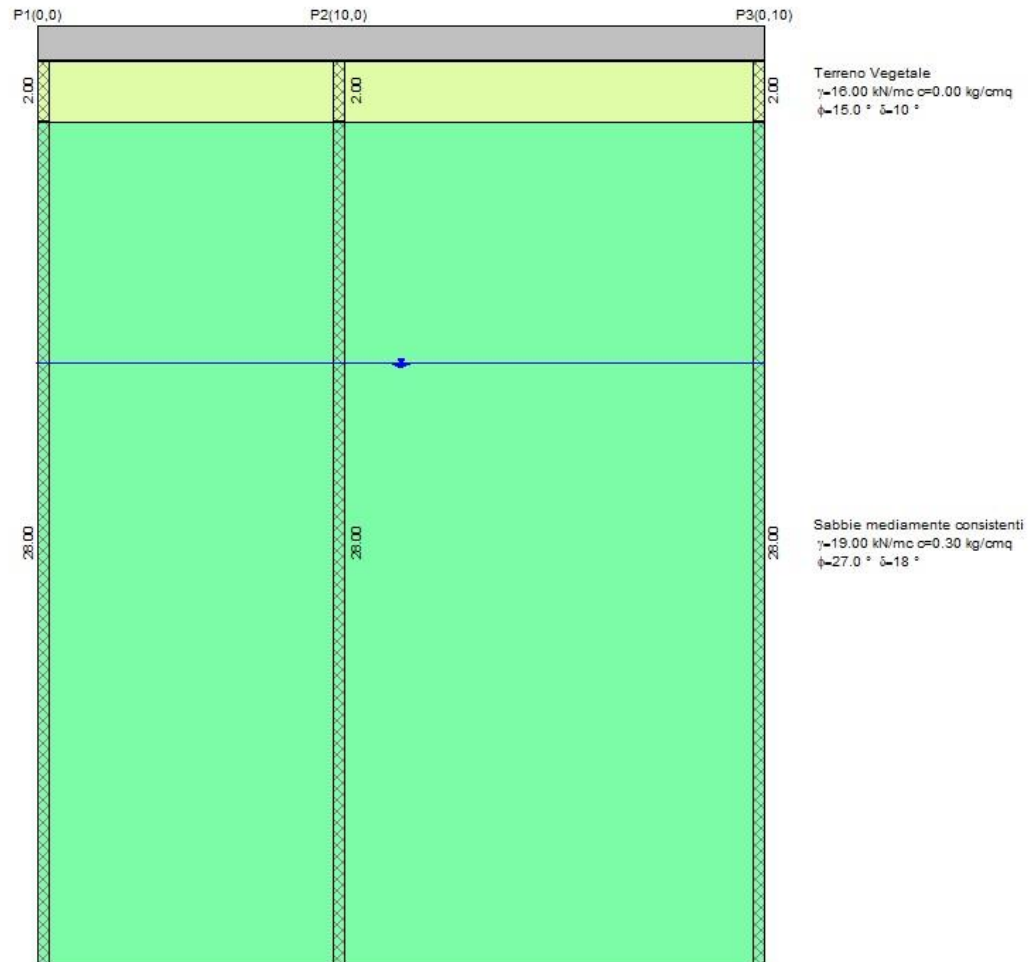 P1(0,0) P2(10,0) P3(0,10)
2.00 2.00 2.00
Terreno Vegetale
γ=16.00 kN/mc c=0.00 kg/cmq
ϕ=15.0 ° δ=10 °
28.00 28.00 28.00
Sabbie mediamente consistenti
γ=19.00 kN/mc c=0.30 kg/cmq
ϕ=27.0 ° δ=18 °